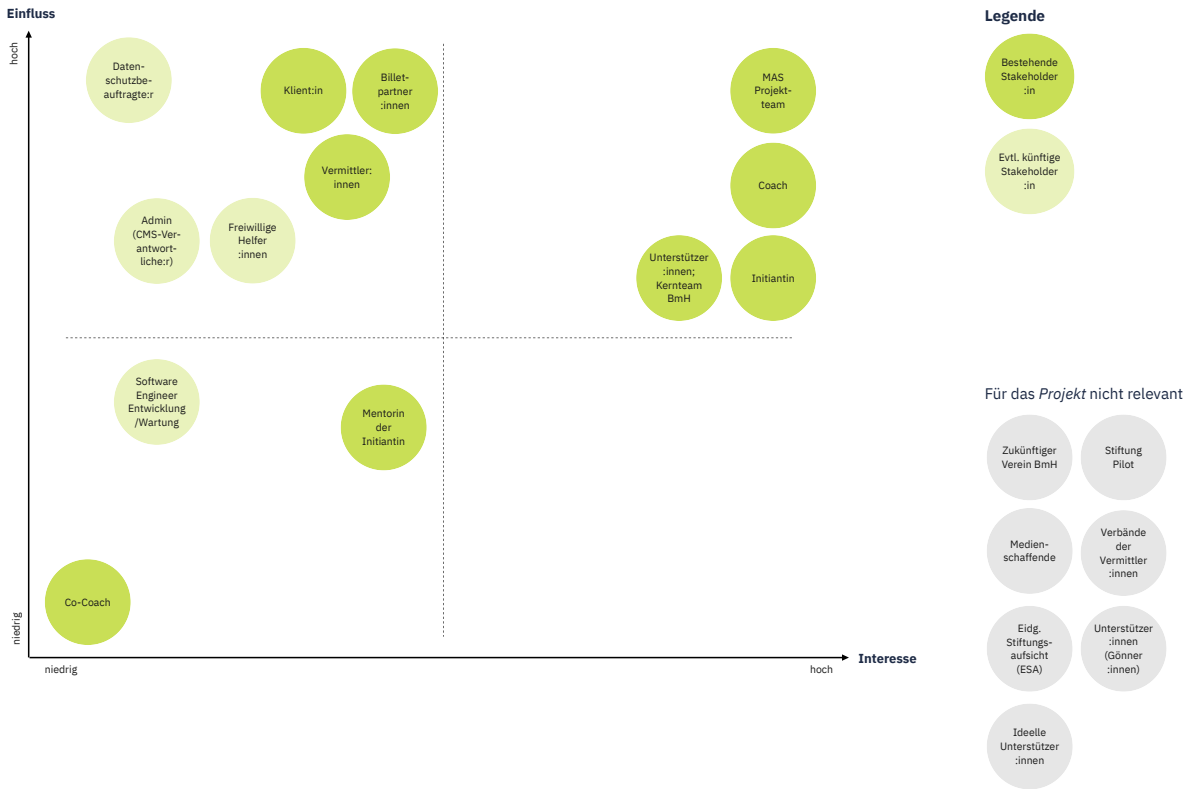 Einfluss
hoch
Daten-
schutzbe-
auftragte:r
Klient:in
Billet-
partner
:innen
MAS
Projekt-
team
Vermittler:
innen
Coach
Admin
(CMS-Ver-
antwort-
liche:r)
Freiwillige
Helfer
:innen
Unterstützer
:innen;
Kernteam
BmH
Initiantin
Software
Engineer
Entwicklung
/Wartung
Mentorin
der
Initiantin
Co-Coach
niedrig
niedrig
hoch
Interesse
Legende
Bestehende
Stakeholder
:in
Evtl. künftige
Stakeholder
:in
Für das Projekt nicht relevant
Zukünftiger
Verein BmH
Stiftung
Pilot
Medien-
schaffende
Verbände
der
Vermittler
:innen
Eidg.
Stiftungs-
aufsicht
(ESA)
Unterstützer
:innen
(Gönner
:innen)
Ideelle
Unterstützer
:innen